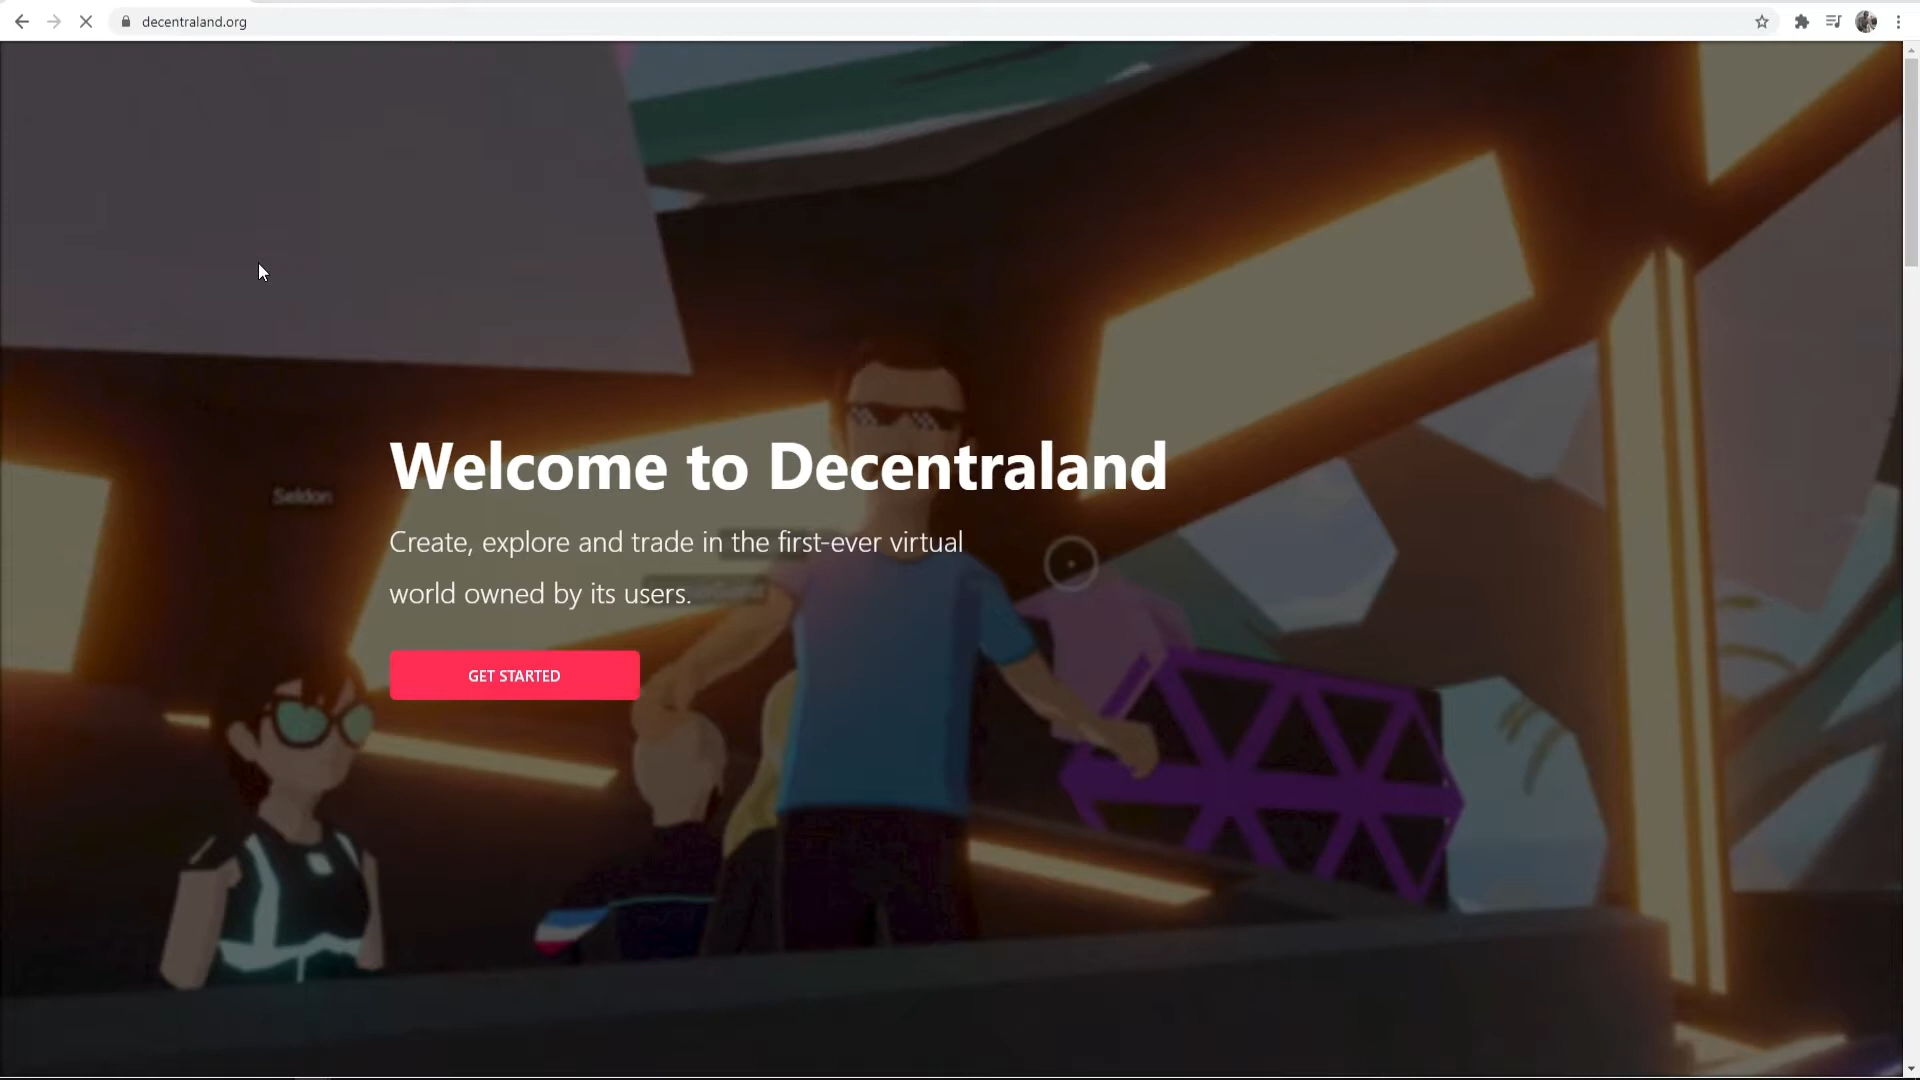 decentraland.org
Welcome to Decentraland
Seldon
Create, explore and trade in the first-ever virtual
world owned by its users.
GET STARTED